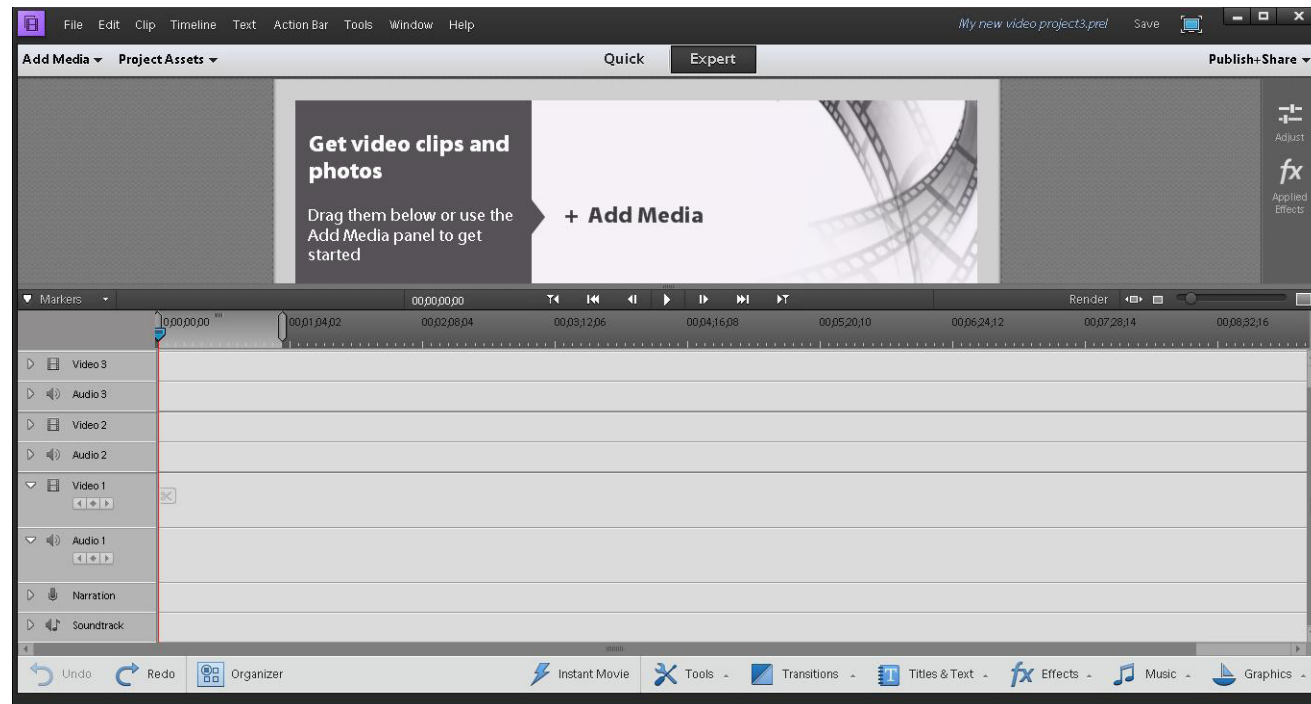 File Edit Clip Timeline Text Action Bar Tools Window Help My new video project3.prel Save
Add Media Project Assets Quick Expert Publish+Share
Get video clips and
photos
Drag them below or use the
Add Media panel to get
started
+ Add Media
Adjust
fx
Applied
Effects
Markers 00;00;00;00 Render
0;00;00;00 00;01;04;02 00;02;08;04 00;03;12;06 00;04;16;08 00;05;20;10 00;06;24;12 00;07;28;14 00;08;32;16
Video 3
Audio 3
Video 2
Audio 2
Video 1
Audio 1
Narration
Soundtrack
Undo Redo Organizer Instant Movie Tools Transitions T Titles & Text fx Effects Music Graphics